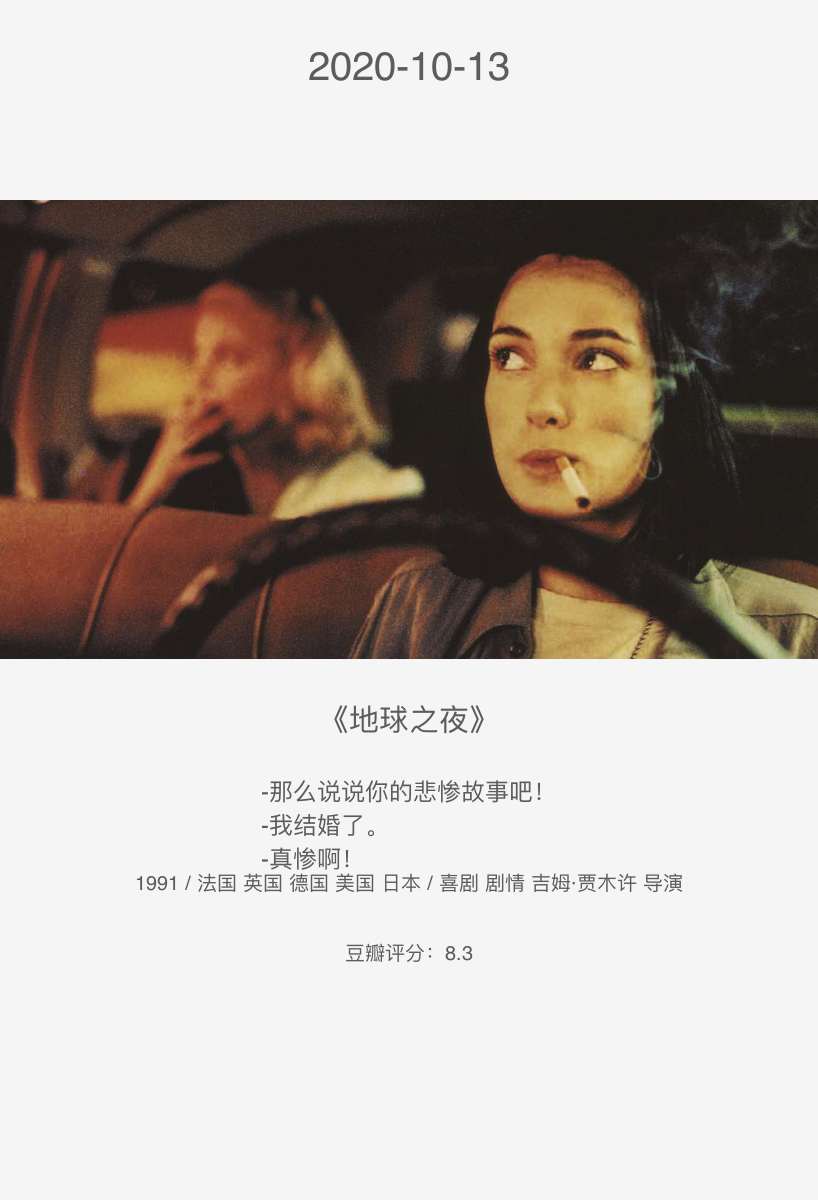 2020-10-13
《地球之夜》
-那么说说你的悲惨故事吧！
-我结婚了。
-真惨啊！
1991 / 法国 英国 德国 美国 日本 / 喜剧 剧情 吉姆·贾木许 导演
豆瓣评分：8.3